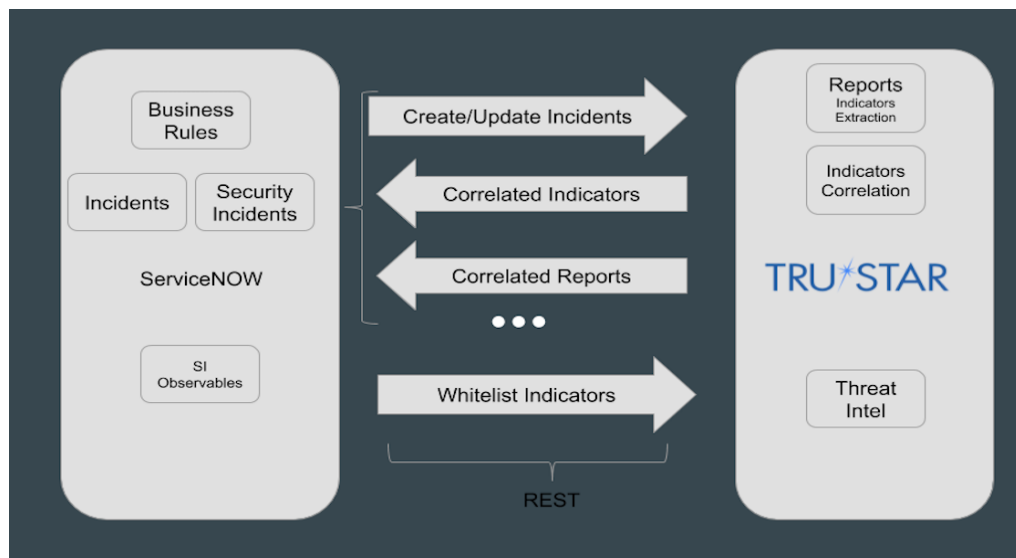 Business
Rules
Incidents
Security
Incidents
ServiceNOW
SI
Observables
Create/Update Incidents
Correlated Indicators
Correlated Reports
Whitelist Indicators
REST
Reports
Indicators
Extraction
Indicators
Correlation
TRUSTAR
Threat
Intel